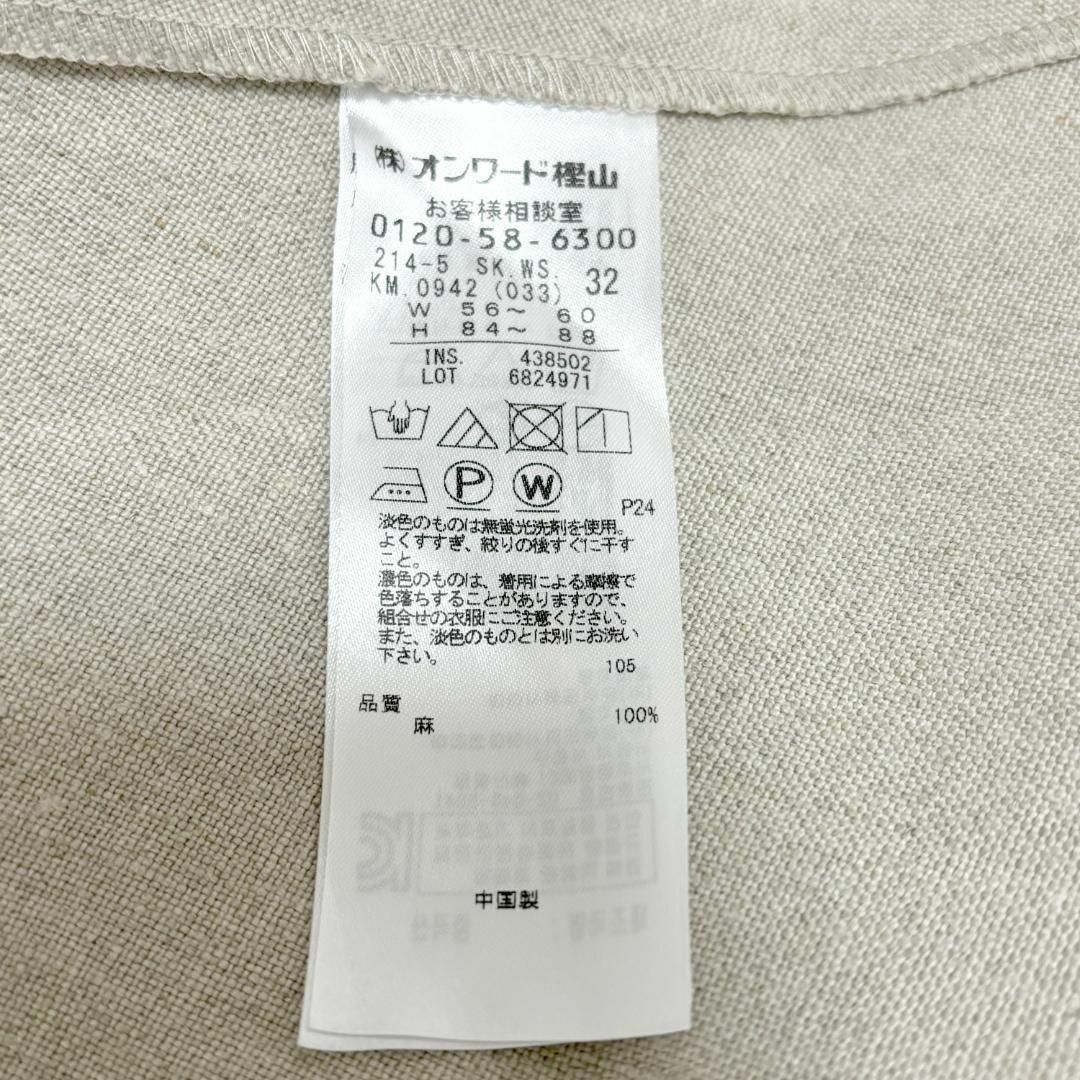 (株)オンワード樫山
お客様相談室
0120-58-6300
214-5 SK.WS. 32
KM.0942 (033)
W 56～ 60
H 84～ 88
INS. 438502
LOT 6824971
P W
P24
淡色のものは無蛍光洗剤を使用。
よくすすぎ、絞りの後すぐに干す
こと。
濃色のものは、着用による摩擦で
色落ちすることがありますので、
組合せの衣服にご注意ください。
また、淡色のものとは別にお洗い
下さい。
105
品質
麻 100%
中国製